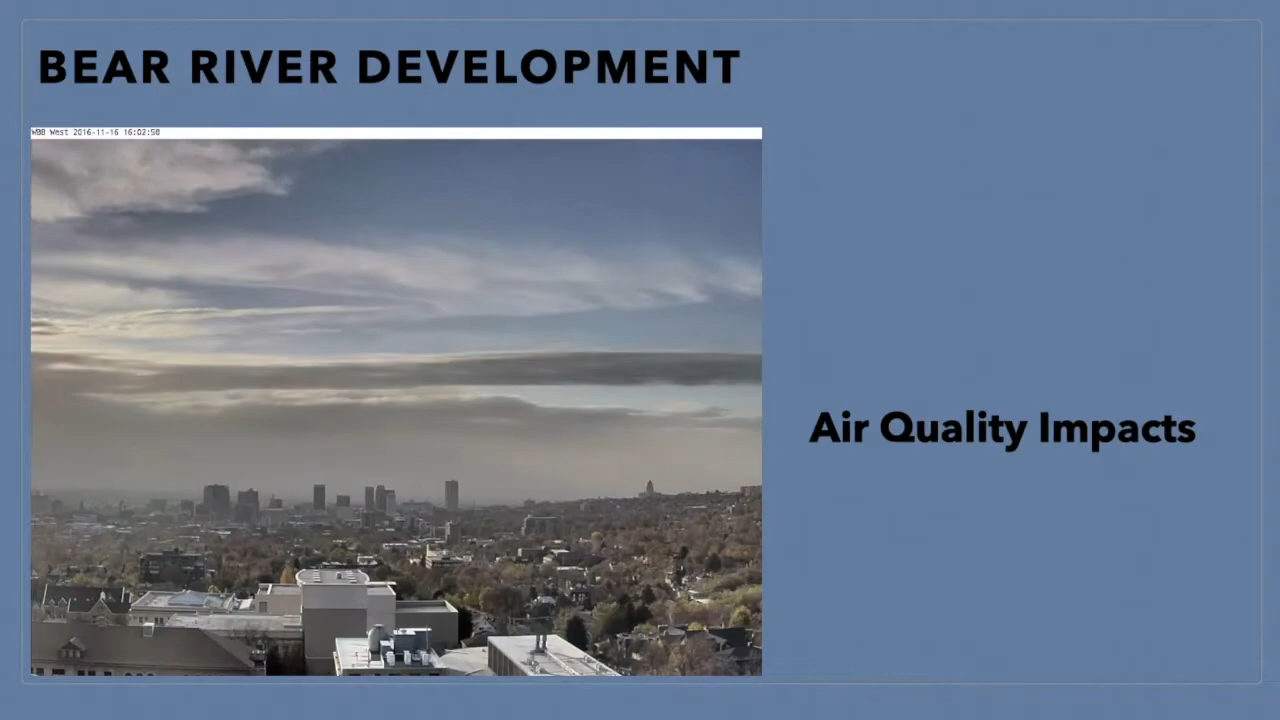 BEAR RIVER DEVELOPMENT
WBB West 2016-11-16 16:02:58
Air Quality Impacts